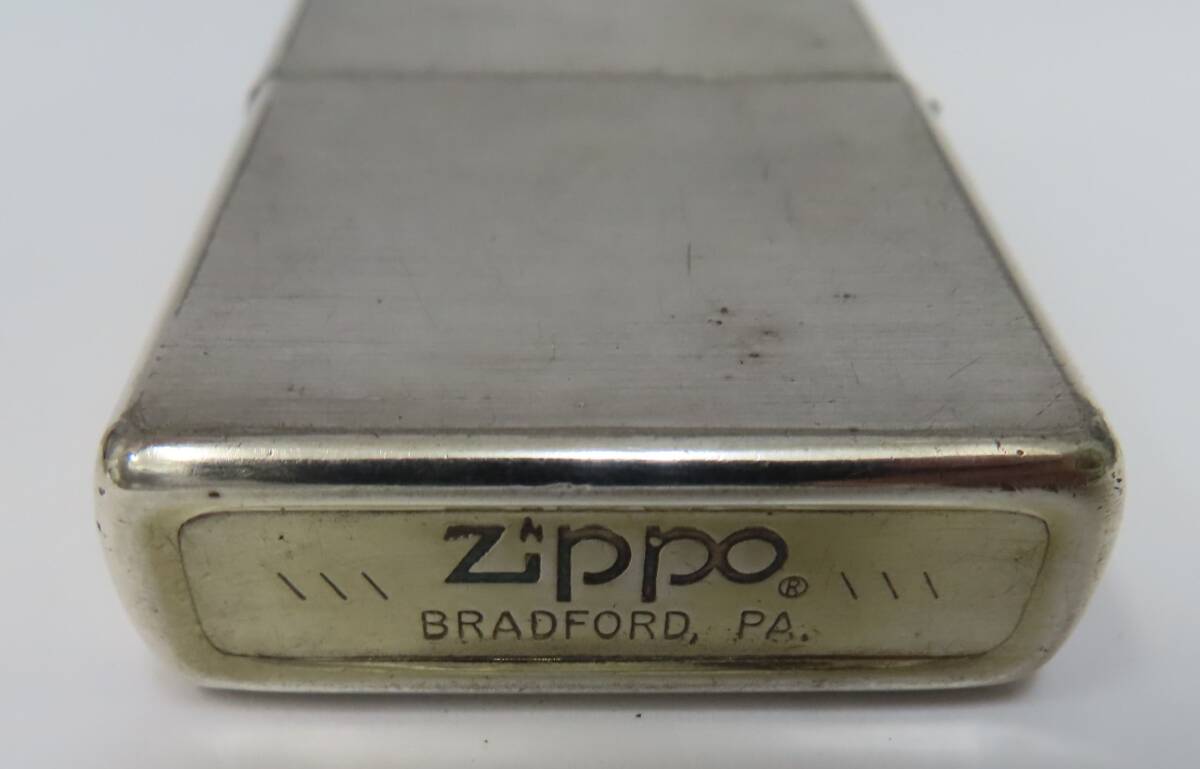 Zippo®
\ \ \ \ \ \
BRADFORD, PA.